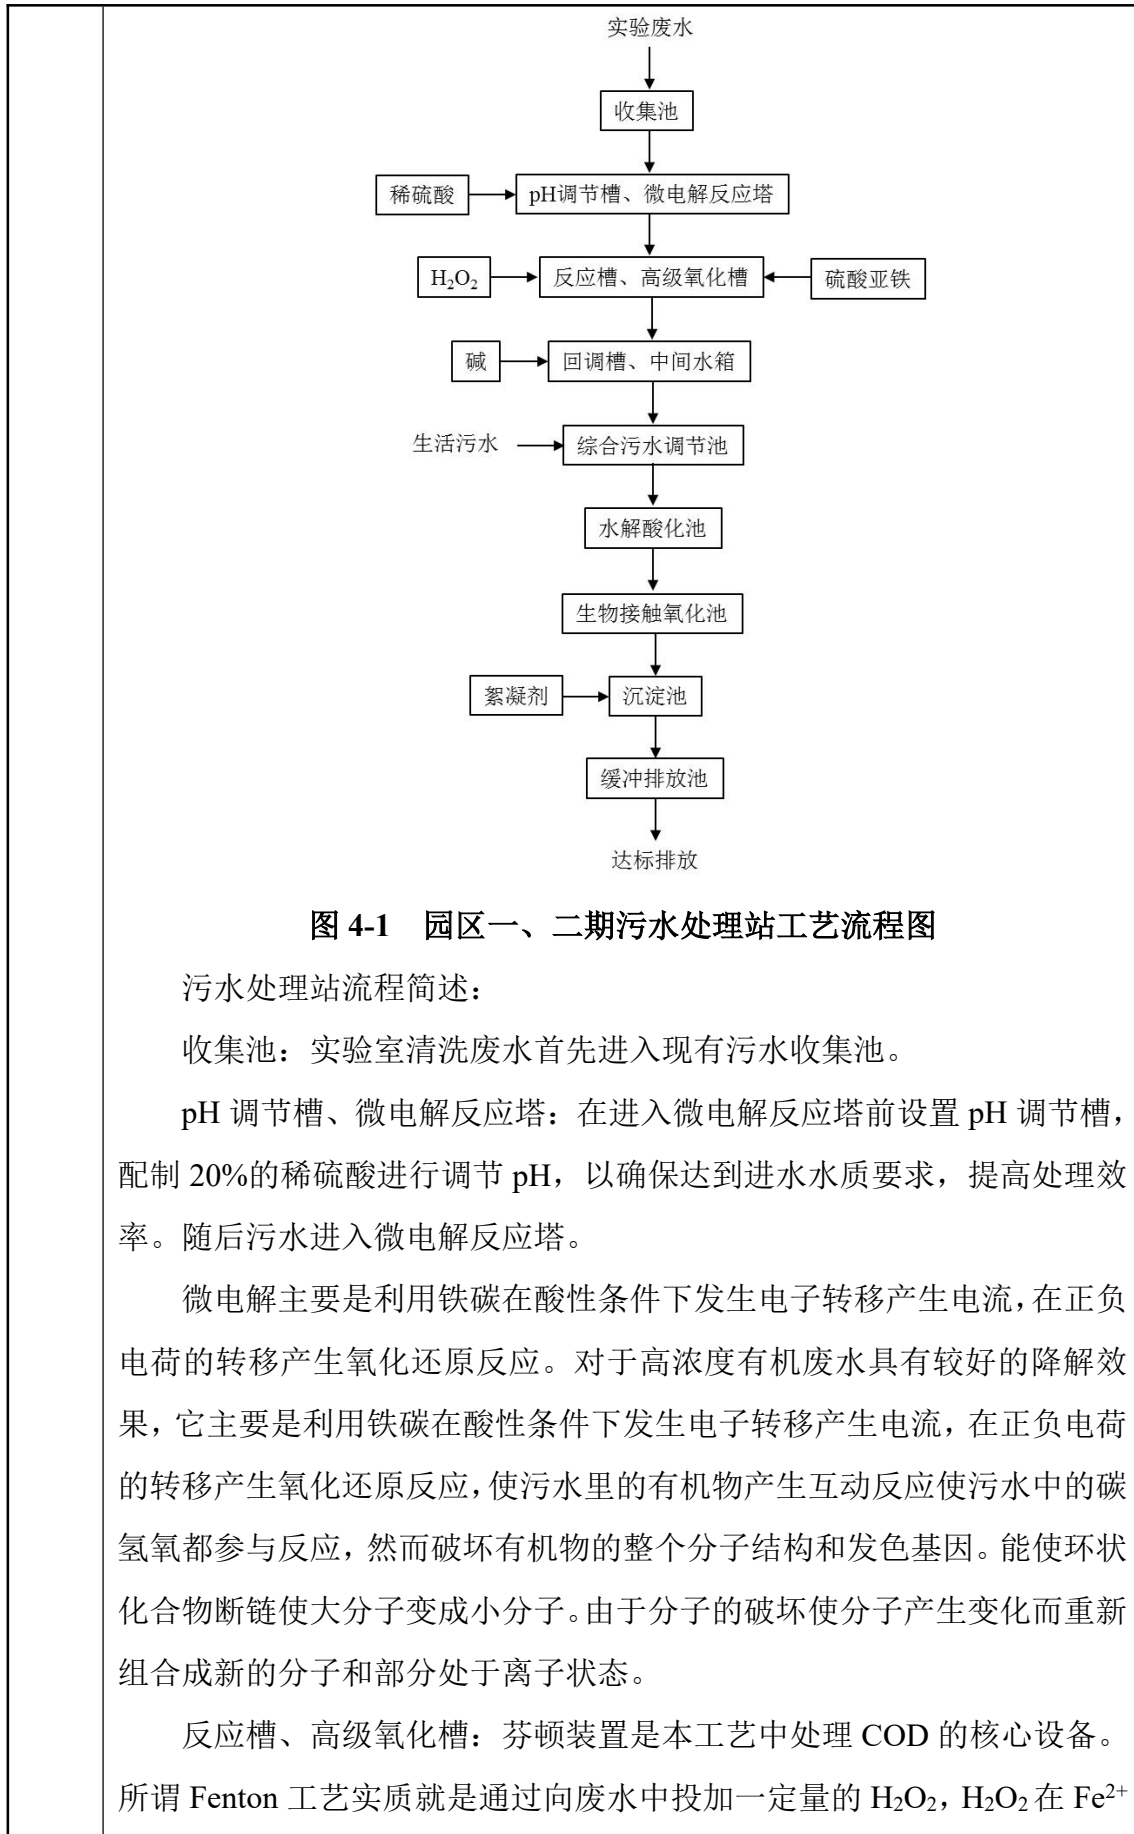 实验废水
收集池
稀硫酸
pH调节槽、微电解反应塔
H₂O₂
反应槽、高级氧化槽
硫酸亚铁
碱
回调槽、中间水箱
生活污水
综合污水调节池
水解酸化池
生物接触氧化池
絮凝剂
沉淀池
缓冲排放池
达标排放
图 4-1 园区一、二期污水处理站工艺流程图
污水处理站流程简述：
收集池：实验室清洗废水首先进入现有污水收集池。
pH 调节槽、微电解反应塔：在进入微电解反应塔前设置 pH 调节槽，
配制 20%的稀硫酸进行调节 pH，以确保达到进水水质要求，提高处理效
率。随后污水进入微电解反应塔。
微电解主要是利用铁碳在酸性条件下发生电子转移产生电流，在正负
电荷的转移产生氧化还原反应。对于高浓度有机废水具有较好的降解效
果，它主要是利用铁碳在酸性条件下发生电子转移产生电流，在正负电荷
的转移产生氧化还原反应，使污水里的有机物产生互动反应使污水中的碳
氢氧都参与反应，然而破坏有机物的整个分子结构和发色基因。能使环状
化合物断链使大分子变成小分子。由于分子的破坏使分子产生变化而重新
组合成新的分子和部分处于离子状态。
反应槽、高级氧化槽：芬顿装置是本工艺中处理 COD 的核心设备。
所谓 Fenton 工艺实质就是通过向废水中投加一定量的 H₂O₂，H₂O₂ 在 Fe²⁺